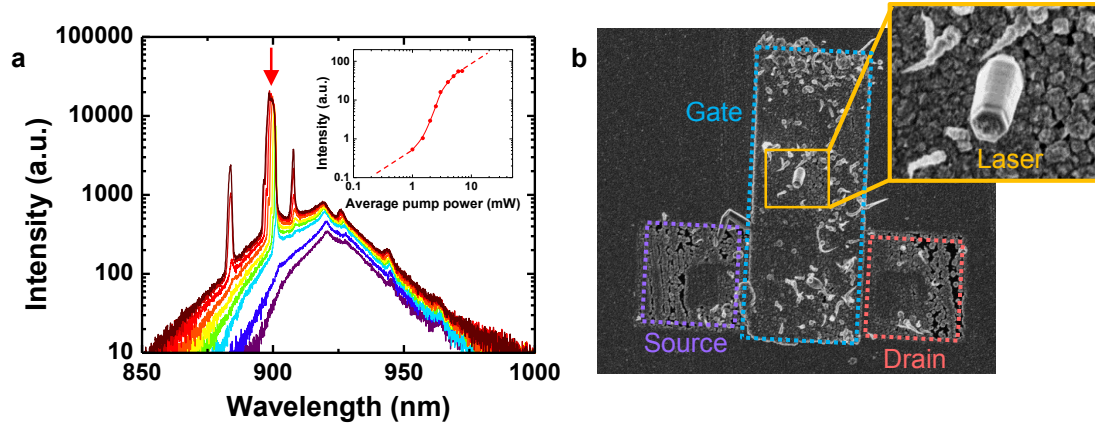 a
Intensity (a.u.)
100000
10000
1000
100
10
850
900
950
1000
Wavelength (nm)
Intensity (a.u.)
100
10
1
0.1
0.1
1
10
Average pump power (mW)
b
Gate
Laser
Source
Drain